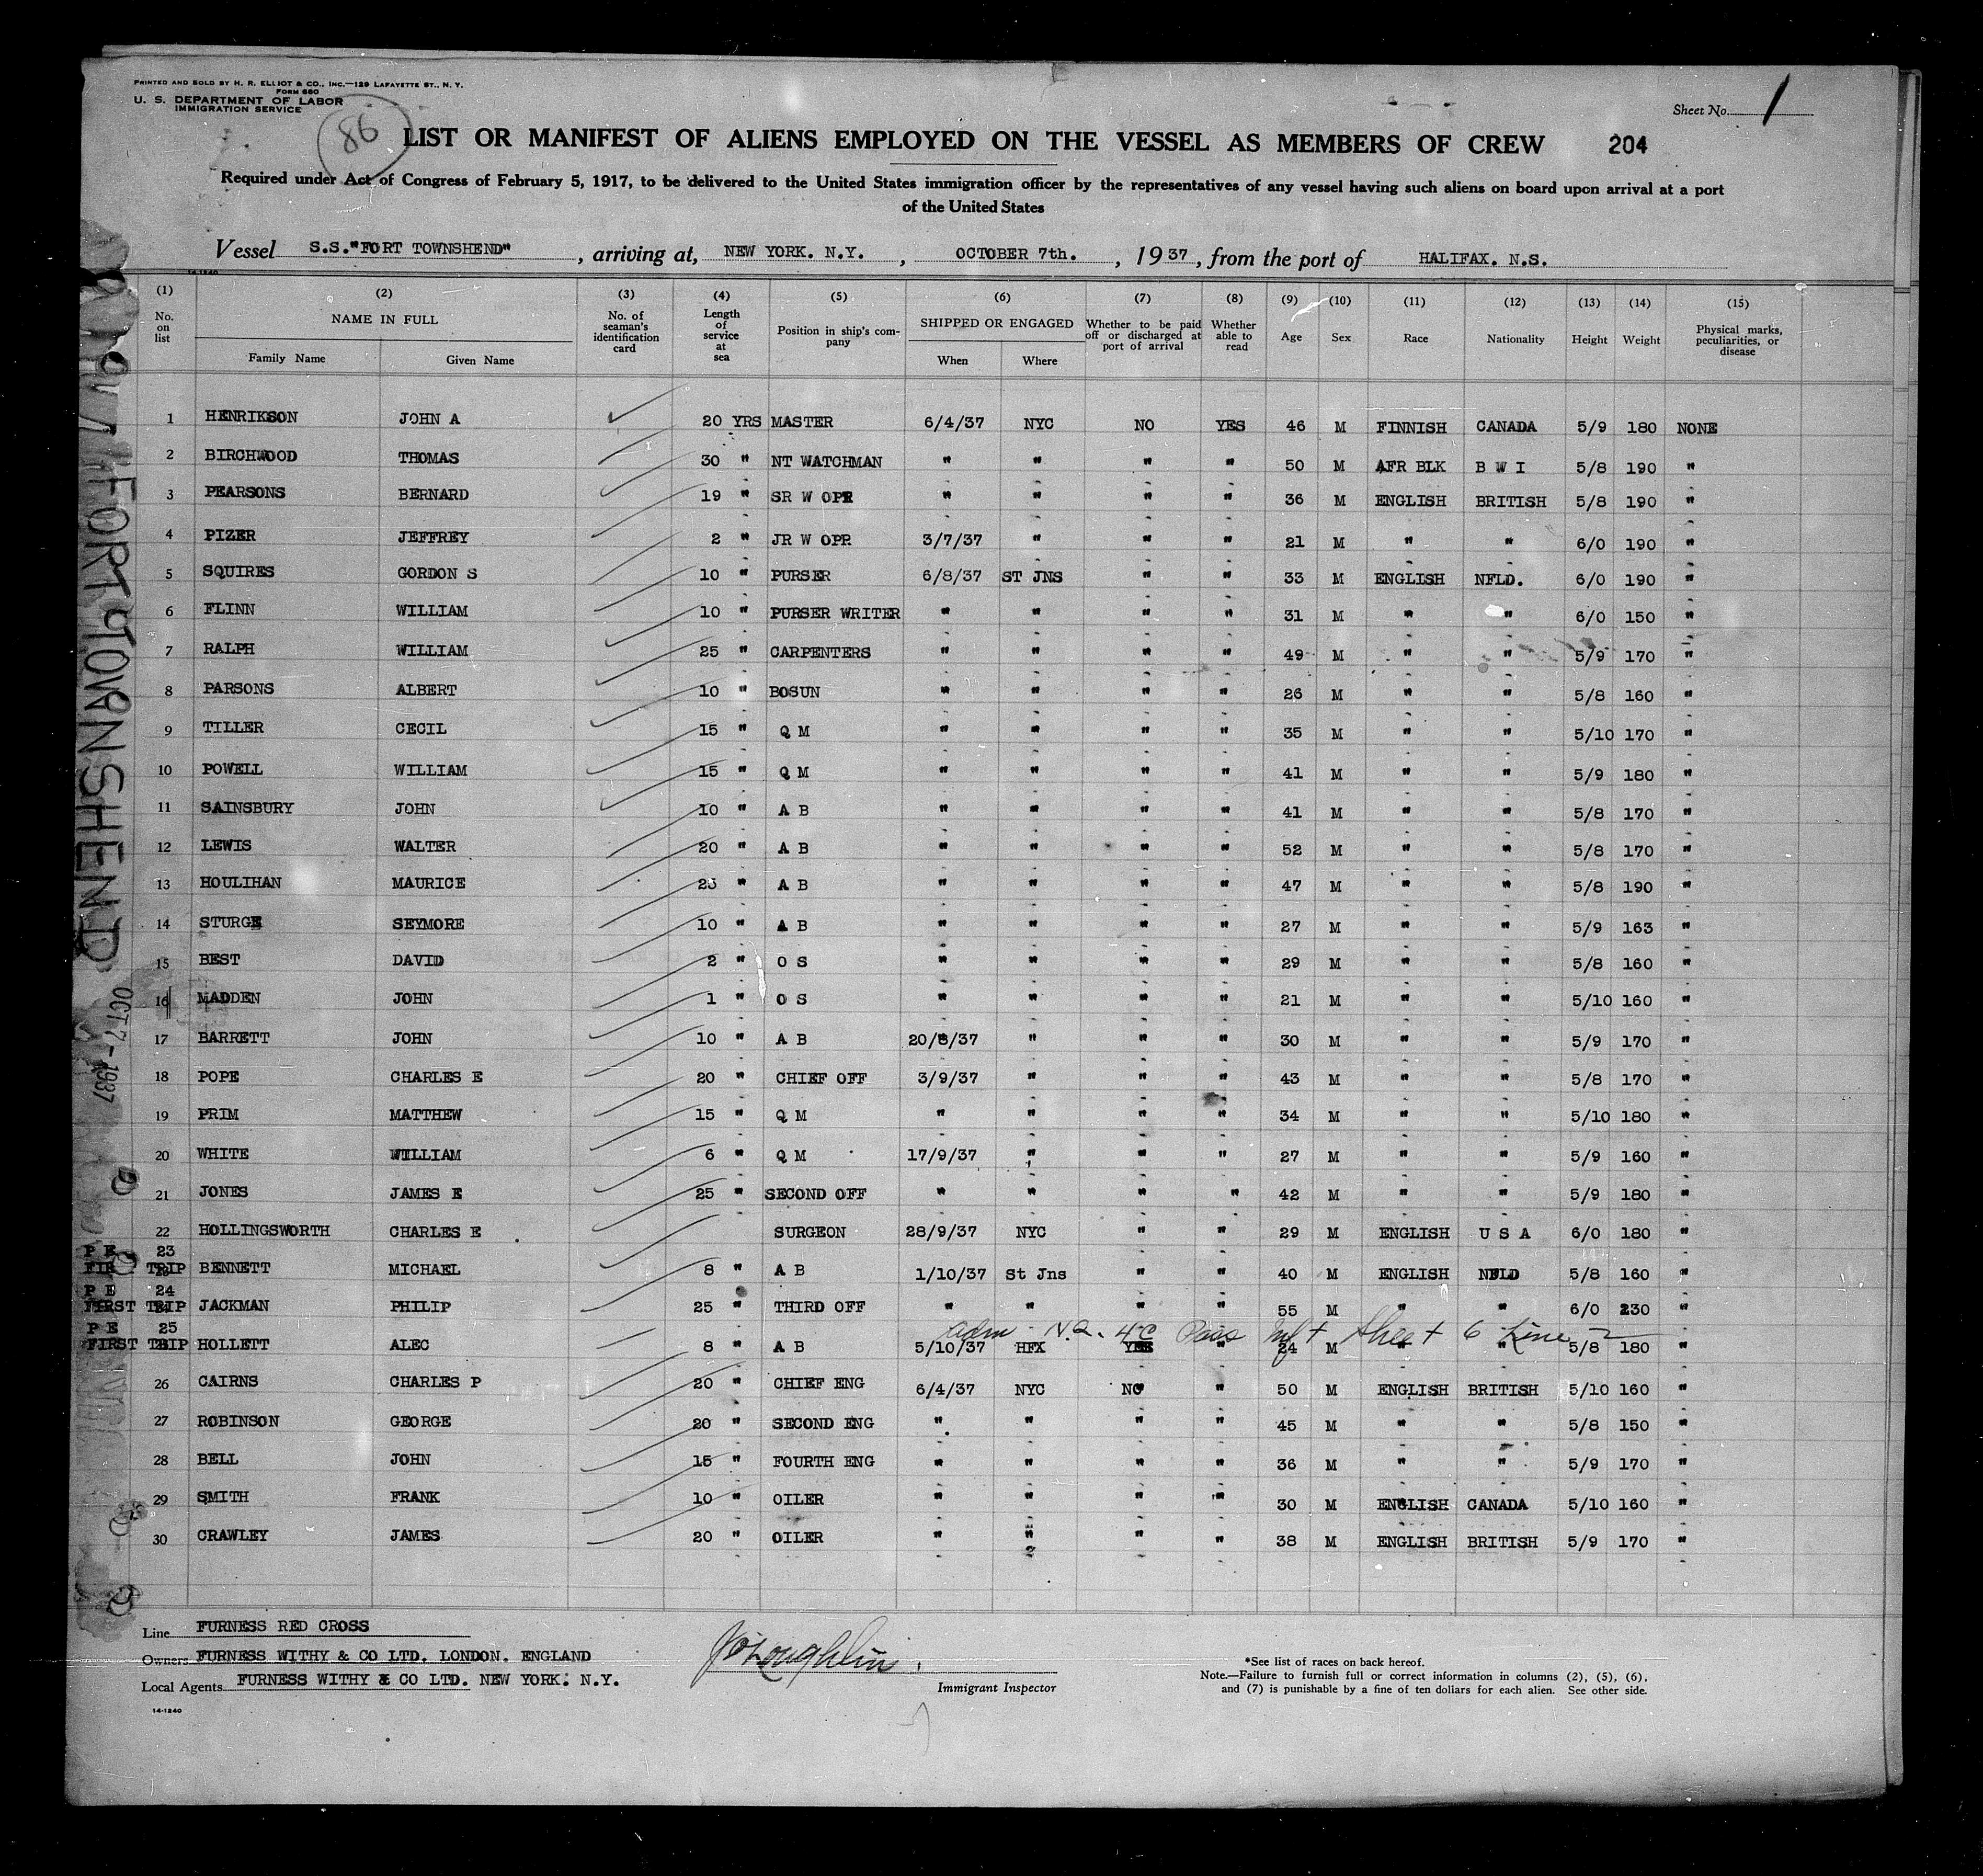 PRINTED AND SOLD BY H. R. ELLIOT & CO., INC.—129 LAFAYETTE ST., N. Y.
FORM 680
U. S. DEPARTMENT OF LABOR
IMMIGRATION SERVICE
86
Sheet No. 1
LIST OR MANIFEST OF ALIENS EMPLOYED ON THE VESSEL AS MEMBERS OF CREW 204
Required under Act of Congress of February 5, 1917, to be delivered to the United States immigration officer by the representatives of any vessel having such aliens on board upon arrival at a port
of the United States
Vessel S.S."FORT TOWNSHEND", arriving at, NEW YORK. N.Y., OCTOBER 7th., 1937, from the port of HALIFAX. N.S.
14-1240
(1) (2) (3) (4) (5) (6) (7) (8) (9) (10) (11) (12) (13) (14) (15)
No. on list NAME IN FULL Family Name Given Name No. of seaman's identification card Length of service at sea Position in ship's company SHIPPED OR ENGAGED When Where Whether to be paid off or discharged at port of arrival Whether able to read Age Sex Race Nationality Height Weight Physical marks, peculiarities, or disease
1 HENRIKSON JOHN A 20 YRS MASTER 6/4/37 NYC NO YES 46 M FINNISH CANADA 5/9 180 NONE
2 BIRCHWOOD THOMAS 30 " NT WATCHMAN " " " " 50 M AFR BLK B W I 5/8 190 "
3 PEARSONS BERNARD 19 " SR W OPR " " " " 36 M ENGLISH BRITISH 5/8 190 "
4 PIZER JEFFREY 2 " JR W OPR 3/7/37 " " " 21 M " " 6/0 190 "
5 SQUIRES GORDON S 10 " PURSER 6/8/37 ST JNS " " 33 M ENGLISH NFLD. 6/0 190 "
6 FLINN WILLIAM 10 " PURSER WRITER " " " " 31 M " " 6/0 150 "
7 RALPH WILLIAM 25 " CARPENTERS " " " " 49 M " " 5/9 170 "
8 PARSONS ALBERT 10 " BOSUN " " " " 26 M " " 5/8 160 "
9 TILLER CECIL 15 " Q M " " " " 35 M " " 5/10 170 "
10 POWELL WILLIAM 15 " Q M " " " " 41 M " " 5/9 180 "
11 SAINSBURY JOHN 10 " A B " " " " 41 M " " 5/8 170 "
12 LEWIS WALTER 20 " A B " " " " 52 M " " 5/8 170 "
13 HOULIHAN MAURICE 25 " A B " " " " 47 M " " 5/8 190 "
14 STURGE SEYMORE 10 " A B " " " " 27 M " " 5/9 163 "
15 BEST DAVID 2 " O S " " " " 29 M " " 5/8 160 "
16 MADDEN JOHN 1 " O S " " " " 21 M " " 5/10 160 "
17 BARRETT JOHN 10 " A B 20/8/37 " " " 30 M " " 5/9 170 "
18 POPE CHARLES E 20 " CHIEF OFF 3/9/37 " " " 43 M " " 5/8 170 "
19 PRIM MATTHEW 15 " Q M " " " " 34 M " " 5/10 180 "
20 WHITE WILLIAM 6 " Q M 17/9/37 " " " 27 M " " 5/9 160 "
21 JONES JAMES E 25 " SECOND OFF " " " " 42 M " " 5/9 180 "
22 HOLLINGSWORTH CHARLES E SURGEON 28/9/37 NYC " " 29 M ENGLISH U S A 6/0 180 "
P E 23
FIR TRIP BENNETT MICHAEL 8 " A B 1/10/37 St Jns " " 40 M ENGLISH NFLD 5/8 160 "
P E 24
FIRST TRIP JACKMAN PHILIP 25 " THIRD OFF " " " " 55 M " " 6/0 230 "
P E 25 Adm N.Q. 4c Pass Mft Sheet 6 Line 2
FIRST TRIP HOLLETT ALEC 8 " A B 5/10/37 HFX YES " 24 M " " 5/8 180 "
26 CAIRNS CHARLES P 20 " CHIEF ENG 6/4/37 NYC NO " 50 M ENGLISH BRITISH 5/10 160 "
27 ROBINSON GEORGE 20 " SECOND ENG " " " " 45 M " " 5/8 150 "
28 BELL JOHN 15 " FOURTH ENG " " " " 36 M " " 5/9 170 "
29 SMITH FRANK 10 " OILER " " " " 30 M ENGLISH CANADA 5/10 160 "
30 CRAWLEY JAMES 20 " OILER " " " " 38 M ENGLISH BRITISH 5/9 170 "
FORT TOWNSHEND
OCT 7-1937
Line FURNESS RED CROSS
Owners FURNESS WITHY & CO LTD. LONDON. ENGLAND
Local Agents FURNESS WITHY & CO LTD. NEW YORK. N.Y.
14-1240
Immigrant Inspector
*See list of races on back hereof.
Note.—Failure to furnish full or correct information in columns (2), (5), (6),
and (7) is punishable by a fine of ten dollars for each alien. See other side.